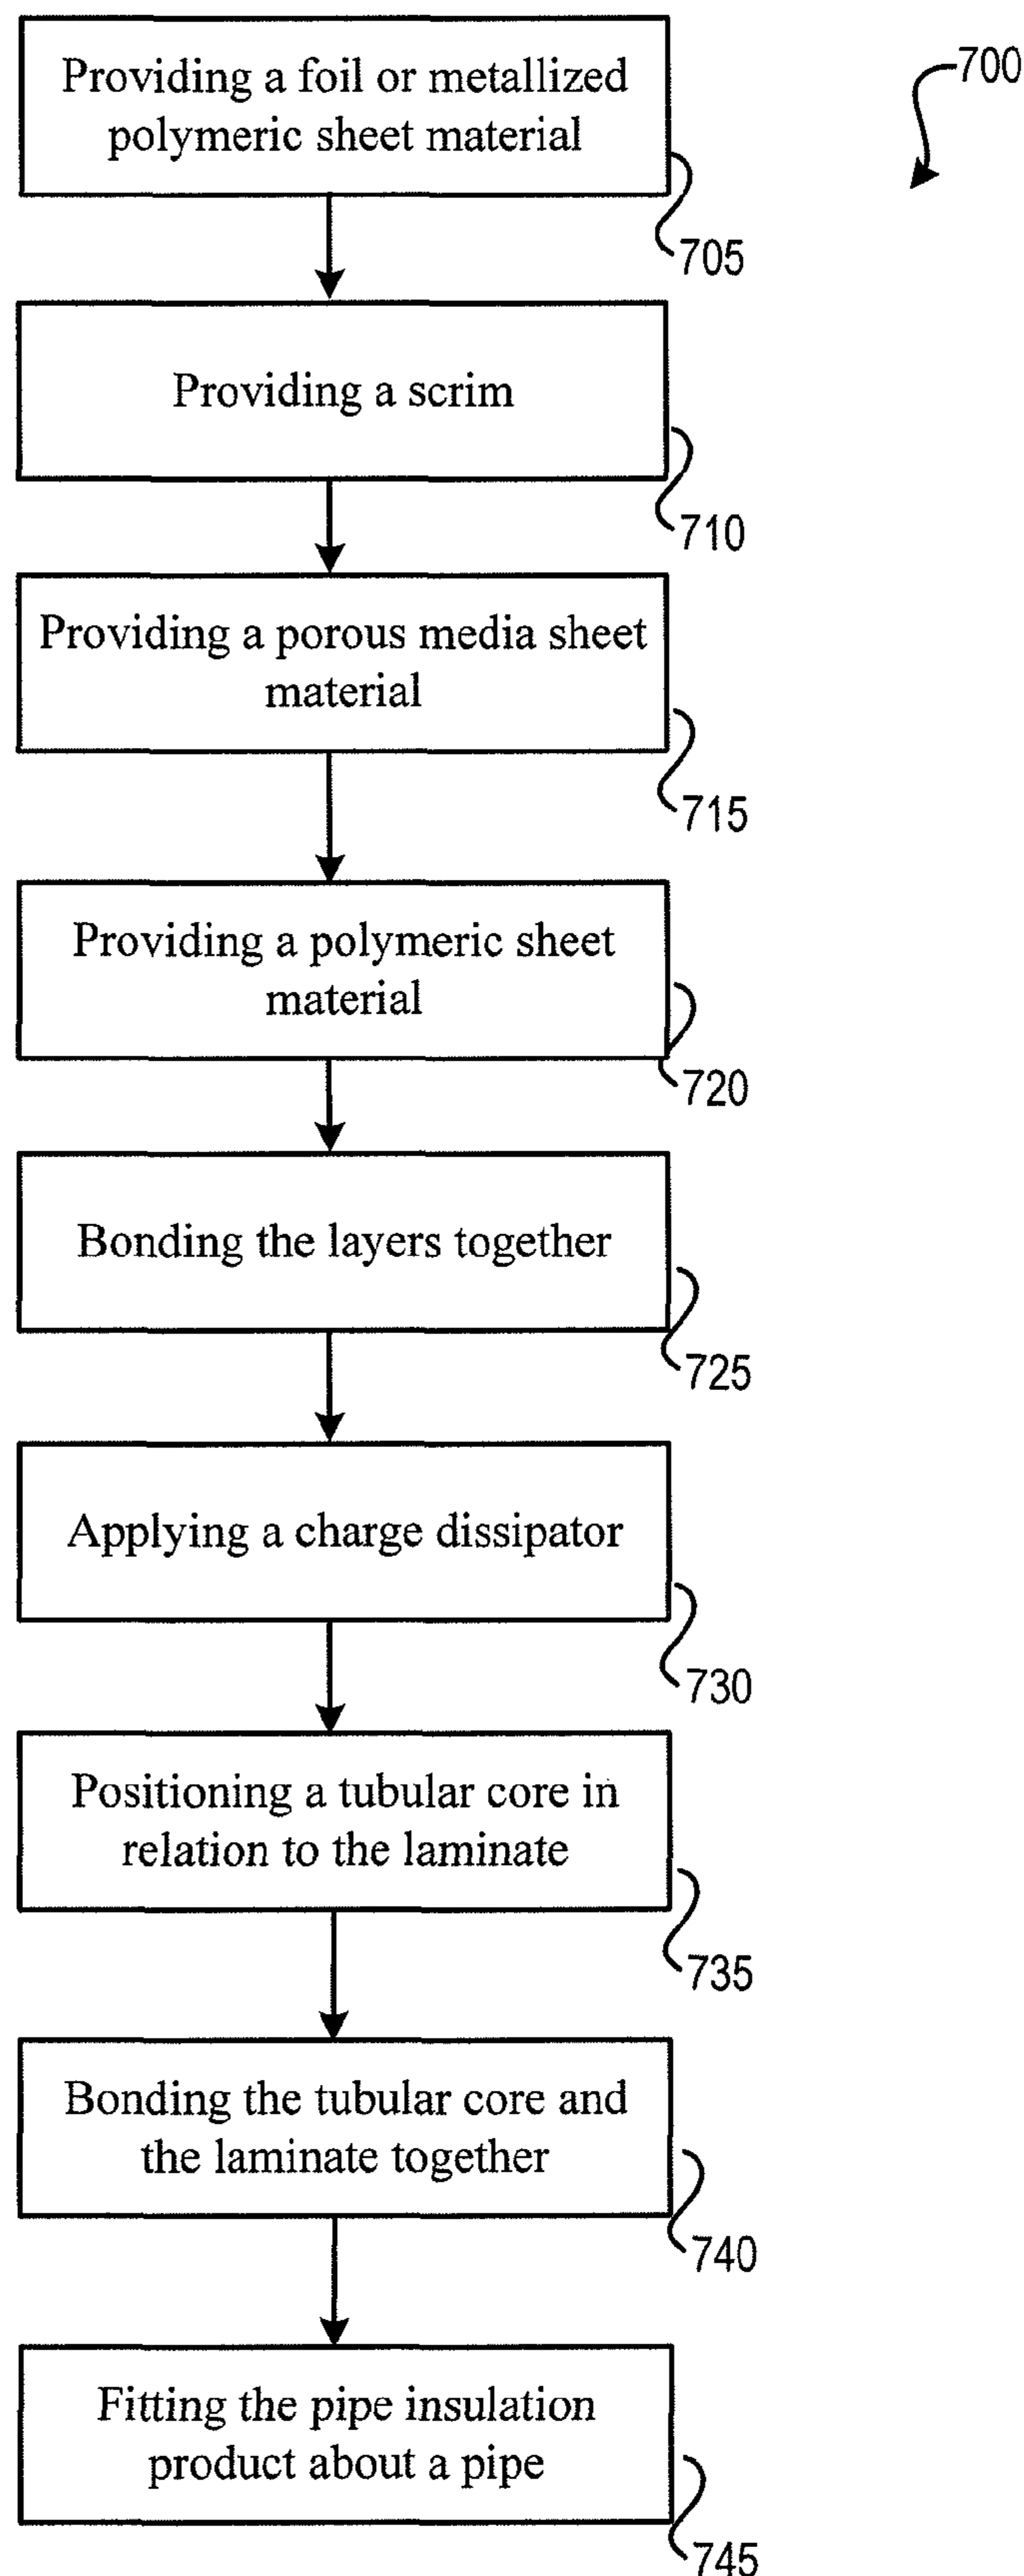 Providing a foil or metallized
polymeric sheet material
700
705
Providing a scrim
710
Providing a porous media sheet
material
715
Providing a polymeric sheet
material
720
Bonding the layers together
725
Applying a charge dissipator
730
Positioning a tubular core in
relation to the laminate
735
Bonding the tubular core and
the laminate together
740
Fitting the pipe insulation
product about a pipe
745